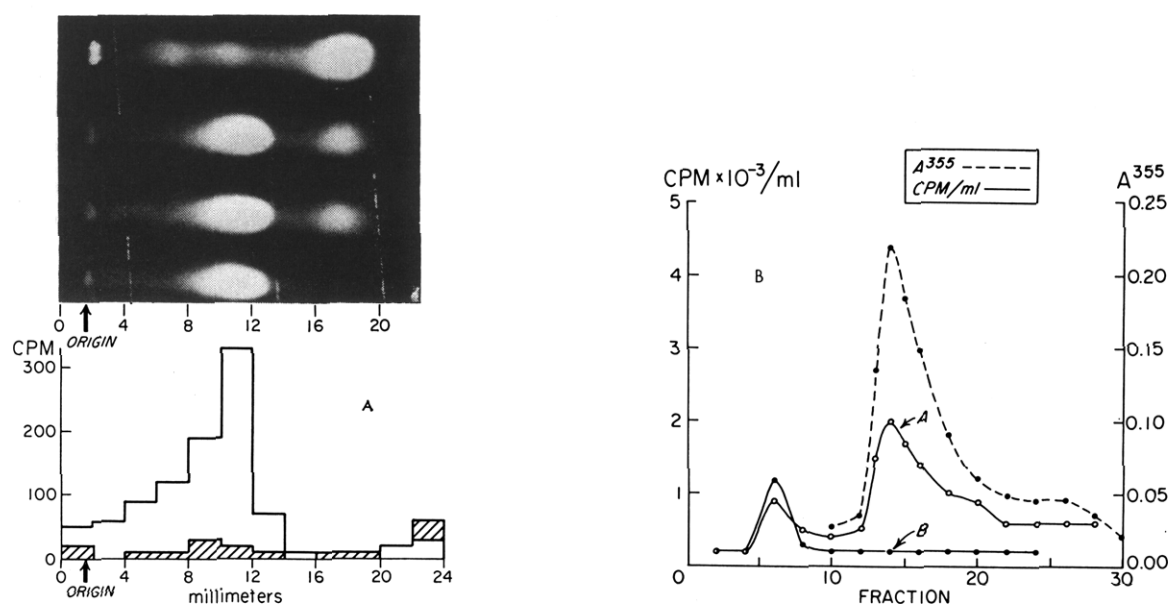 0 4 8 12 16 20
ORIGIN
CPM
300
200
100
0
A
0 4 8 12 16 20 24
ORIGIN
millimeters
A355 -----
CPM/ml ——
CPM×10⁻³/ml
A³⁵⁵
5
4
3
2
1
0
B
A
B
0.25
0.20
0.15
0.10
0.05
0.00
10 20 30
FRACTION